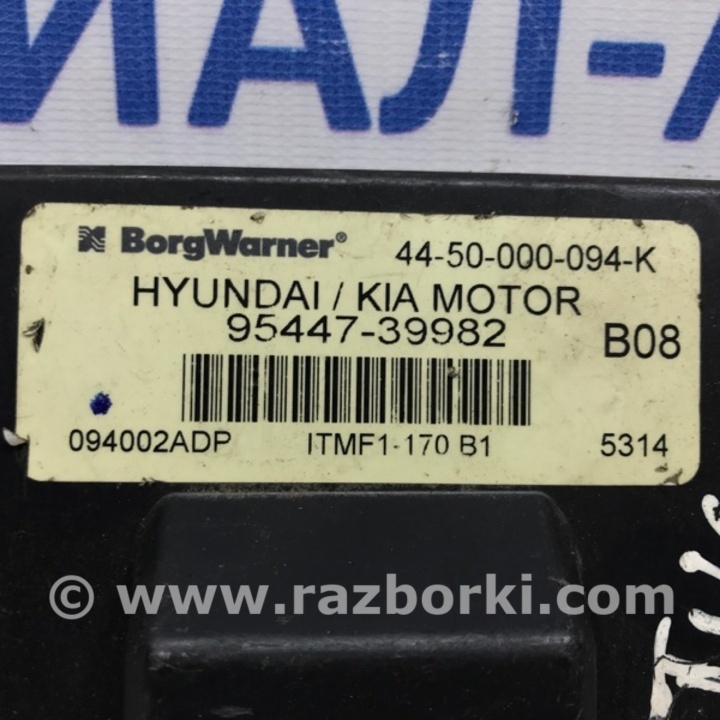 ИАЛ-А
BorgWarner® 44-50-000-094-K
HYUNDAI / KIA MOTOR
95447-39982
B08
094002ADP ITMF1-170 B1 5314
© www.razborki.com